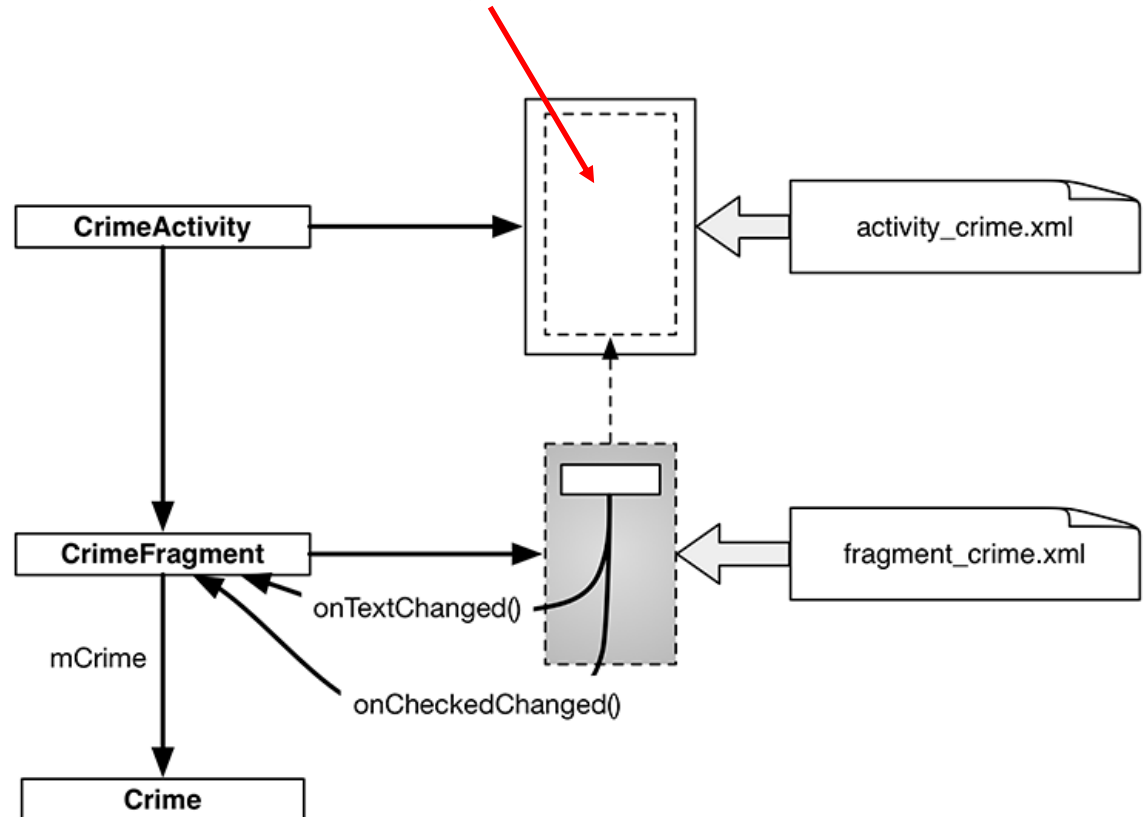 CrimeActivity
activity_crime.xml
CrimeFragment
fragment_crime.xml
onTextChanged()
mCrime
onCheckedChanged()
Crime